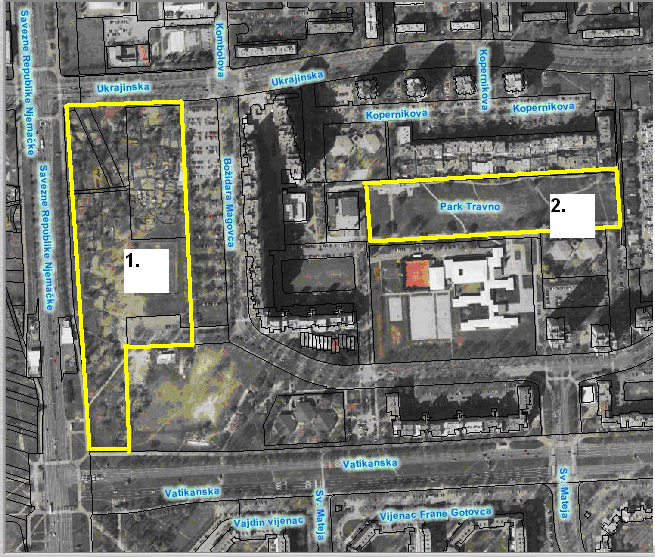 Savezne Republike Njemačke
Kombolova
Ukrajinska
Ukrajinska
Kopernikova
Kopernikova
Kopernikova
Savezne Republike Njemačke
Božidara Magovca
Park Travno
2.
1.
Vatikanska
Vatikanska
Sv. Mateja
Sv. Mateja
Vajdin vijenac
Vijenac Frane Gotovca